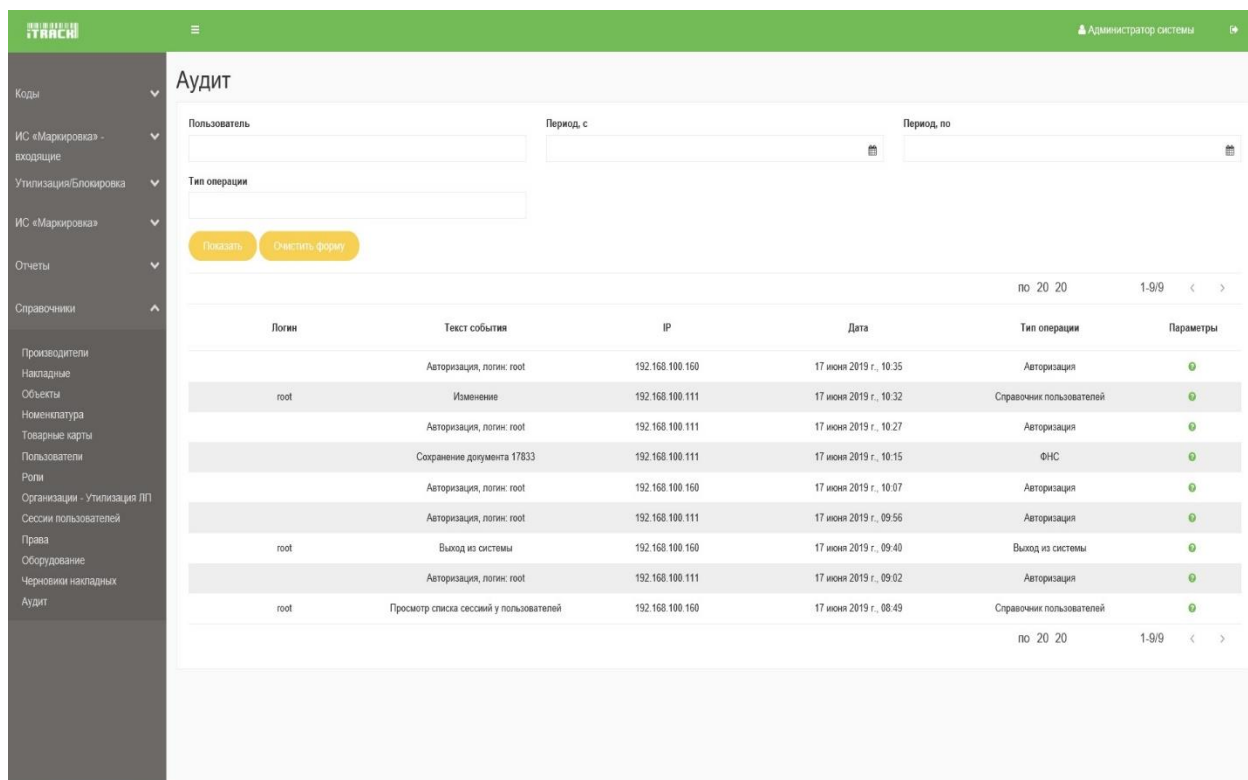 iTRACK
Администратор системы
Коды
ИС «Маркировка» -
входящие
Утилизация/Блокировка
ИС «Маркировка»
Отчеты
Справочники
Производители
Накладные
Объекты
Номенклатура
Товарные карты
Пользователи
Роли
Организации - Утилизация ЛП
Сессии пользователей
Права
Оборудование
Черновики накладных
Аудит
Аудит
Пользователь Период, с Период, по
Тип операции
Показать Очистить форму
по 20 20 1-9/9 < >
Логин Текст события IP Дата Тип операции Параметры
Авторизация, логин: root 192.168.100.160 17 июня 2019 г., 10:35 Авторизация
root Изменение 192.168.100.111 17 июня 2019 г., 10:32 Справочник пользователей
Авторизация, логин: root 192.168.100.111 17 июня 2019 г., 10:27 Авторизация
Сохранение документа 17833 192.168.100.111 17 июня 2019 г., 10:15 ФНС
Авторизация, логин: root 192.168.100.160 17 июня 2019 г., 10:07 Авторизация
Авторизация, логин: root 192.168.100.111 17 июня 2019 г., 09:56 Авторизация
root Выход из системы 192.168.100.160 17 июня 2019 г., 09:40 Выход из системы
Авторизация, логин: root 192.168.100.111 17 июня 2019 г., 09:02 Авторизация
root Просмотр списка сессиий у пользователей 192.168.100.160 17 июня 2019 г., 08:49 Справочник пользователей
по 20 20 1-9/9 < >